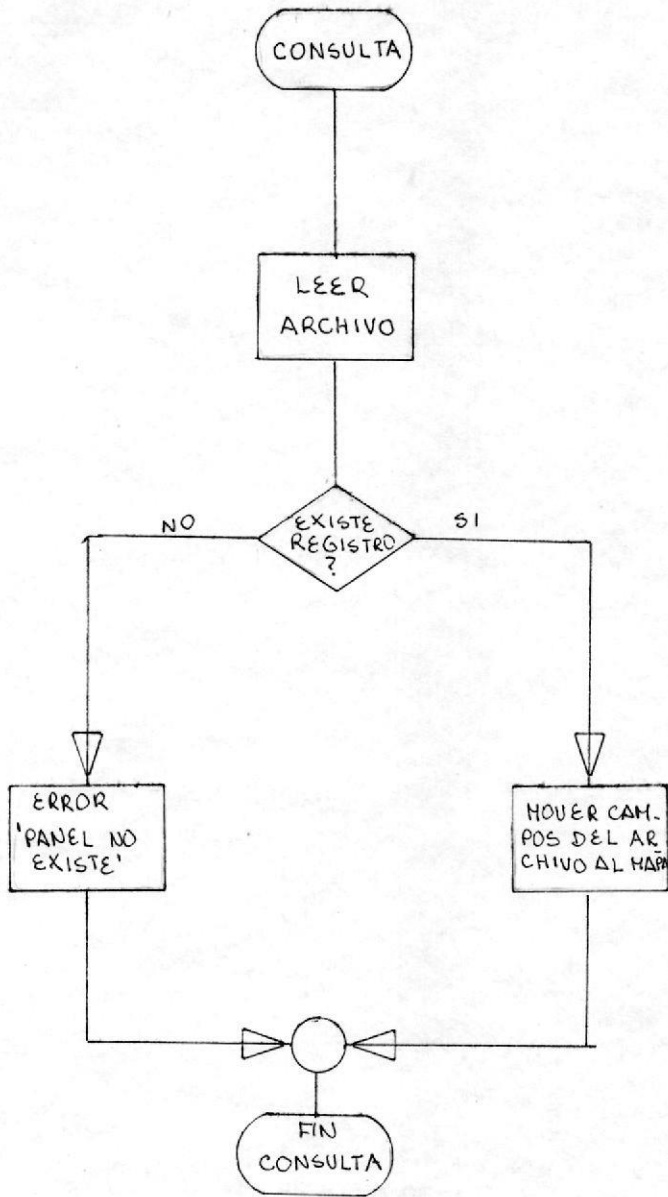 CONSULTA
LEER
ARCHIVO
EXISTE
REGISTRO
?
NO
SI
ERROR
'PANEL NO
EXISTE'
MOVER CAM-
POS DEL AR-
CHIVO AL MAPA
FIN
CONSULTA